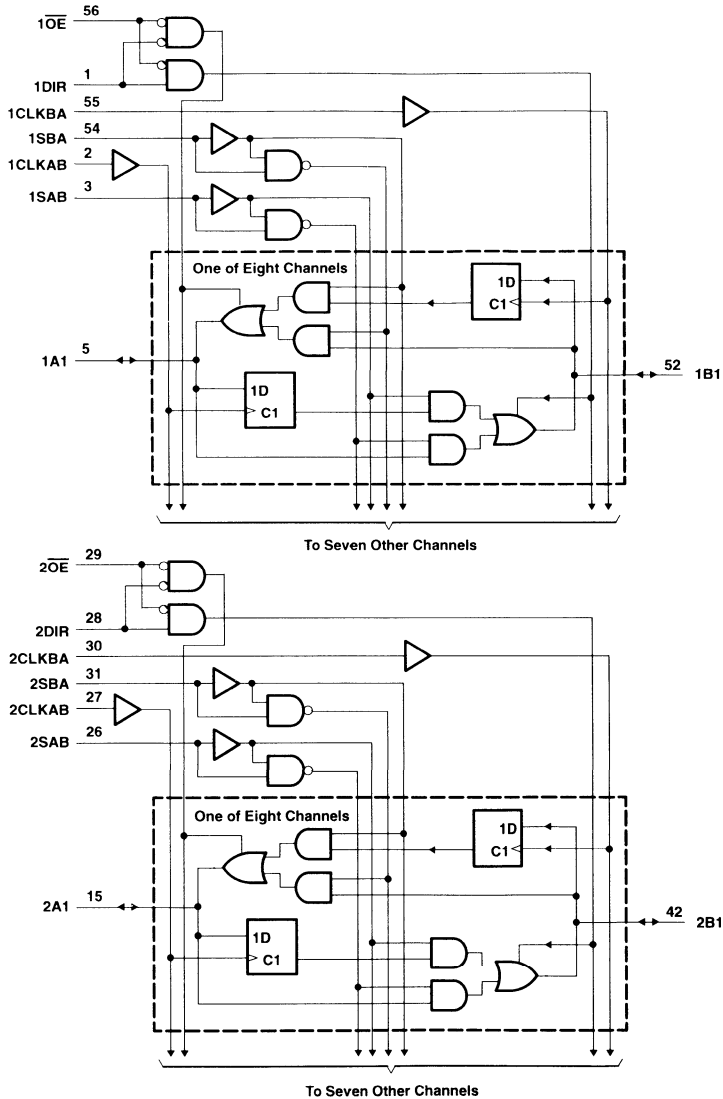 1O̅E̅ 56
1DIR 1
1CLKBA 55
1SBA 54
1CLKAB 2
1SAB 3
One of Eight Channels
1D
C1
1A1 5
52 1B1
1D
C1
To Seven Other Channels
2O̅E̅ 29
2DIR 28
2CLKBA 30
2SBA 31
2CLKAB 27
2SAB 26
One of Eight Channels
1D
C1
2A1 15
42 2B1
1D
C1
To Seven Other Channels